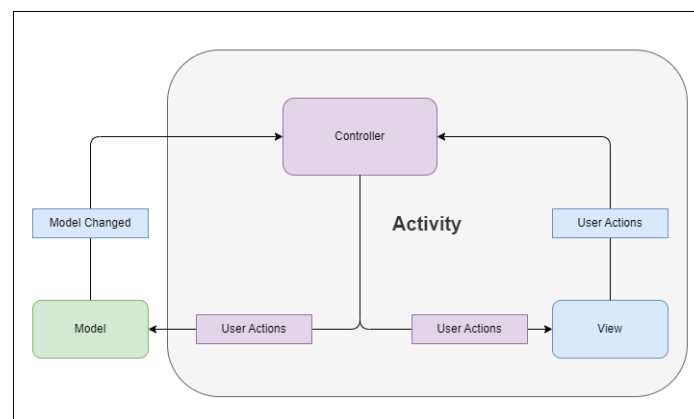 Controller
Model Changed
Activity
User Actions
Model
User Actions
User Actions
View